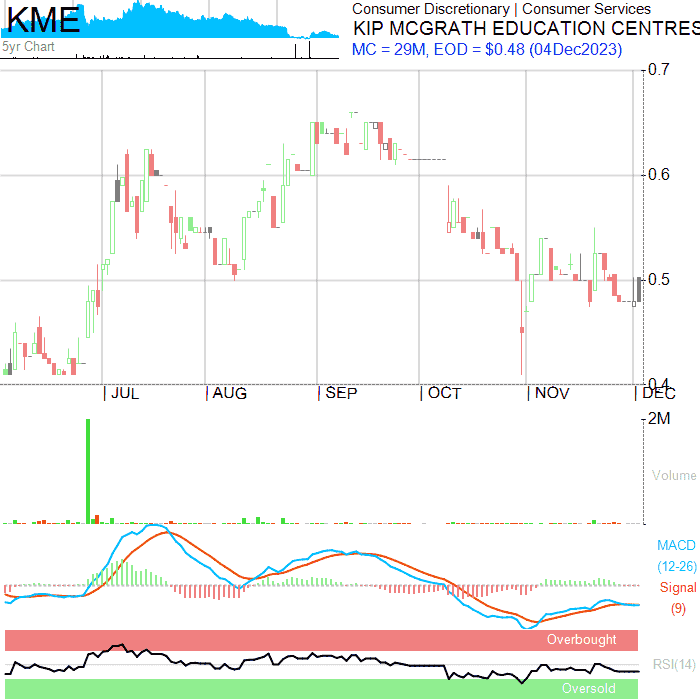 KME
Consumer Discretionary | Consumer Services
KIP MCGRATH EDUCATION CENTRES
5yr Chart
MC = 29M, EOD = $0.48 (04Dec2023)
0.7
0.6
0.5
0.4
JUL
AUG
SEP
OCT
NOV
DEC
2M
Volume
MACD
(12-26)
Signal
(9)
Overbought
RSI(14)
Oversold